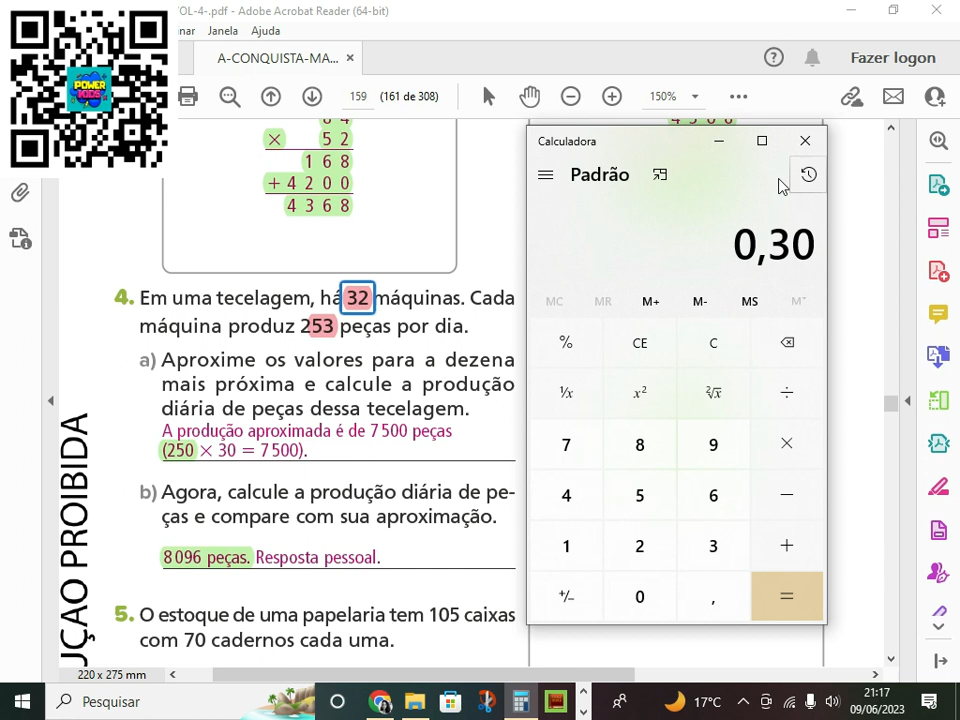 OL-4-.pdf - Adobe Acrobat Reader (64-bit)
Janela Ajuda
A-CONQUISTA-MA... ×
Fazer logon
159 (161 de 308)
150%
POWER
KIDS
8 4
× 5 2
1 6 8
+ 4 2 0 0
4 3 6 8
4. Em uma tecelagem, há 32 máquinas. Cada
máquina produz 253 peças por dia.
a) Aproxime os valores para a dezena
mais próxima e calcule a produção
diária de peças dessa tecelagem.
A produção aproximada é de 7 500 peças
(250 × 30 = 7 500).
b) Agora, calcule a produção diária de pe-
ças e compare com sua aproximação.
8 096 peças. Resposta pessoal.
5. O estoque de uma papelaria tem 105 caixas
com 70 cadernos cada uma.
UÇÃO PROIBIDA
220 x 275 mm
Calculadora
Padrão
0,30
MC MR M+ M- MS M˅
% CE C
¹/x x² ²√x ÷
7 8 9 ×
4 5 6 −
1 2 3 +
+/− 0 , =
Pesquisar
17°C
21:17
09/06/2023